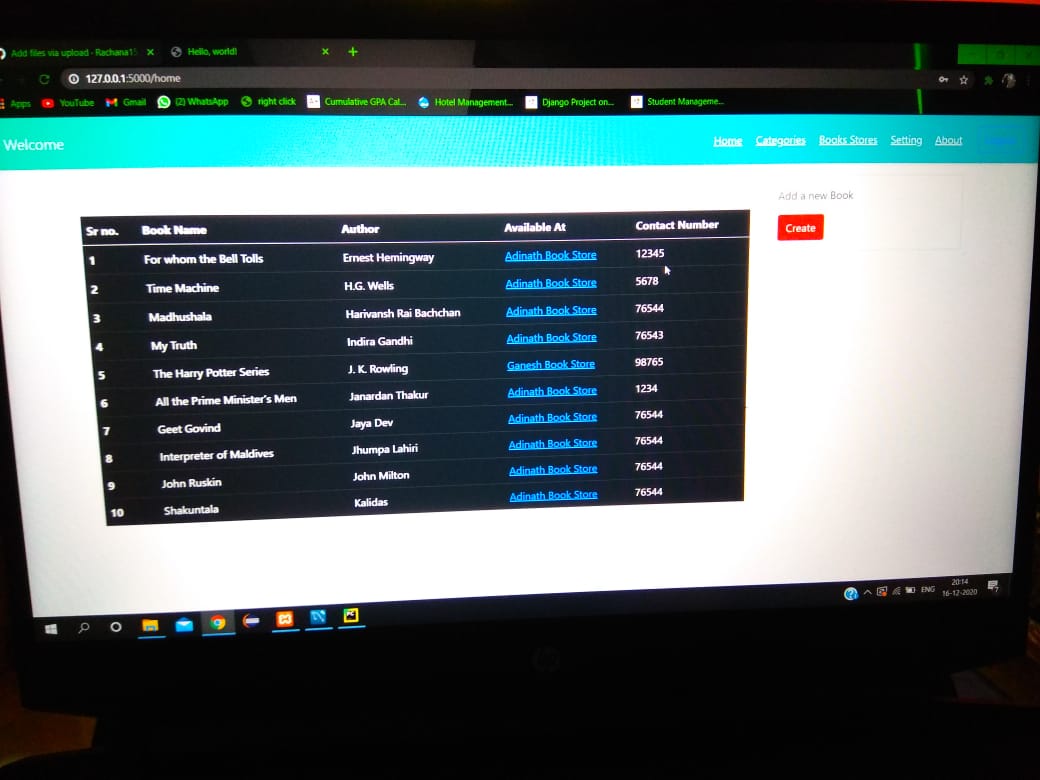 Add files via upload · Rachana15
Hello, world!
127.0.0.1:5000/home
Apps YouTube Gmail (2) WhatsApp right click Cumulative GPA Cal... Hotel Management... Django Project on... Student Manageme...
Welcome Home Categories Books Stores Setting About
Add a new Book
Create
Sr no. Book Name Author Available At Contact Number
1 For whom the Bell Tolls Ernest Hemingway Adinath Book Store 12345
2 Time Machine H.G. Wells Adinath Book Store 5678
3 Madhushala Harivansh Rai Bachchan Adinath Book Store 76544
4 My Truth Indira Gandhi Adinath Book Store 76543
5 The Harry Potter Series J. K. Rowling Ganesh Book Store 98765
6 All the Prime Minister's Men Janardan Thakur Adinath Book Store 1234
7 Geet Govind Jaya Dev Adinath Book Store 76544
8 Interpreter of Maldives Jhumpa Lahiri Adinath Book Store 76544
9 John Ruskin John Milton Adinath Book Store 76544
10 Shakuntala Kalidas Adinath Book Store 76544
ENG 20:14
16-12-2020
7
hp